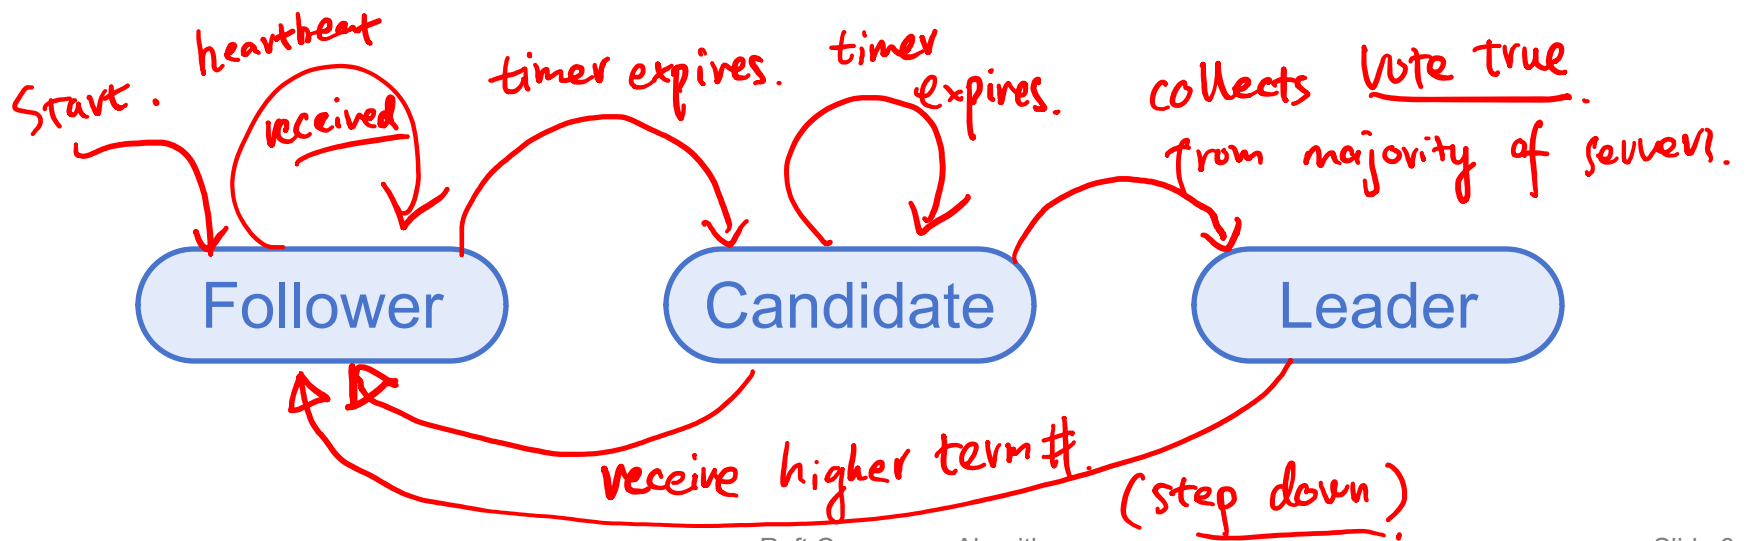 Start.
heartbeat
received
timer expires.
timer
expires.
collects vote true.
from majority of servers.
Follower
Candidate
Leader
receive higher term #.
(step down)